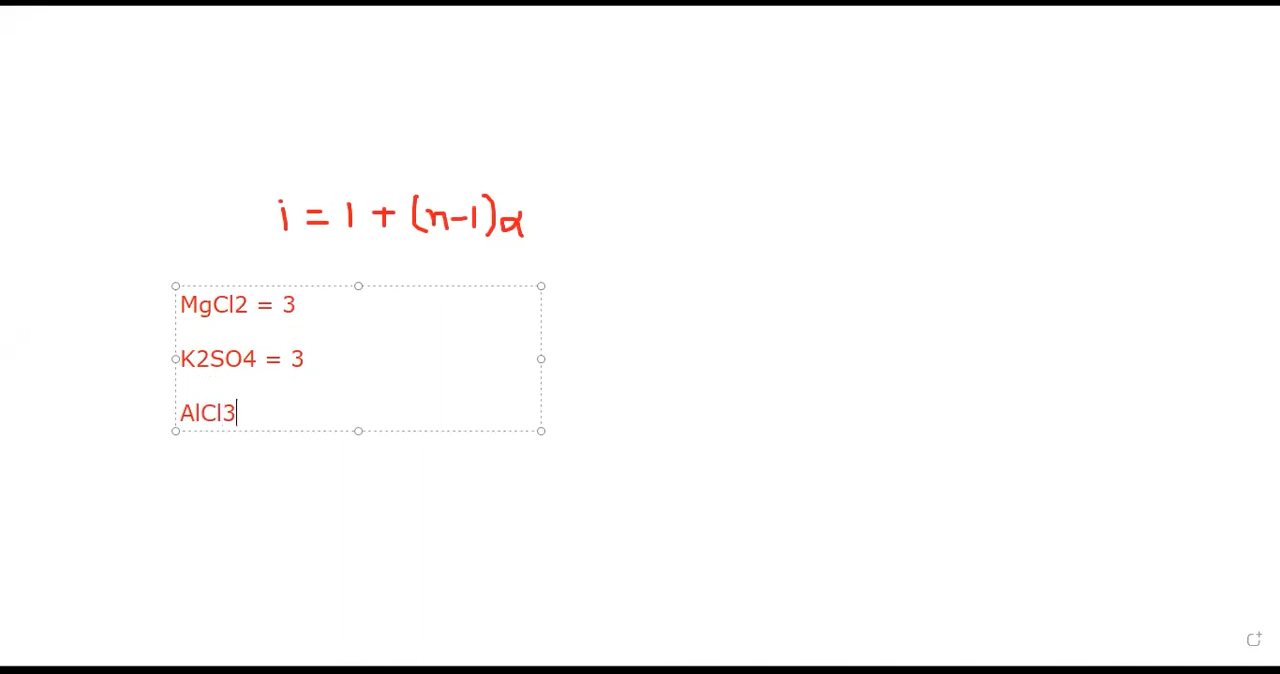 i = 1 + (n-1)α
MgCl2 = 3
K2SO4 = 3
AlCl3